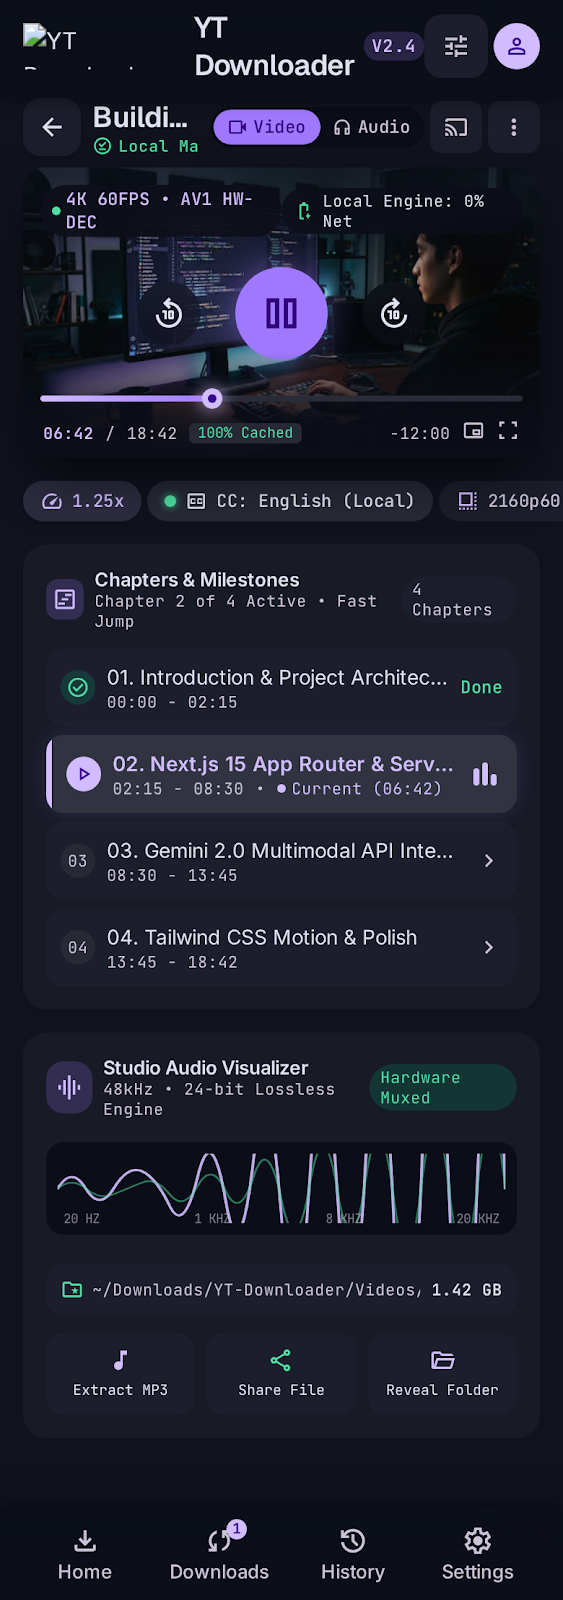 YT
YT
Downloader
V2.4
Buildi...
Local Ma
Video
Audio
4K 60FPS • AV1 HW-
DEC
Local Engine: 0%
Net
10
10
06:42 / 18:42
100% Cached
-12:00
1.25x
CC
CC: English (Local)
2160p60
Chapters & Milestones
Chapter 2 of 4 Active • Fast
Jump
4
Chapters
01. Introduction & Project Architec...
00:00 - 02:15
Done
02. Next.js 15 App Router & Serv...
02:15 - 08:30 • Current (06:42)
03
03. Gemini 2.0 Multimodal API Inte...
08:30 - 13:45
04
04. Tailwind CSS Motion & Polish
13:45 - 18:42
Studio Audio Visualizer
48kHz • 24-bit Lossless
Engine
Hardware
Muxed
20 HZ
1 KHZ
8 KHZ
20 KHZ
~/Downloads/YT-Downloader/Videos/
1.42 GB
Extract MP3
Share File
Reveal Folder
1
Home
Downloads
History
Settings